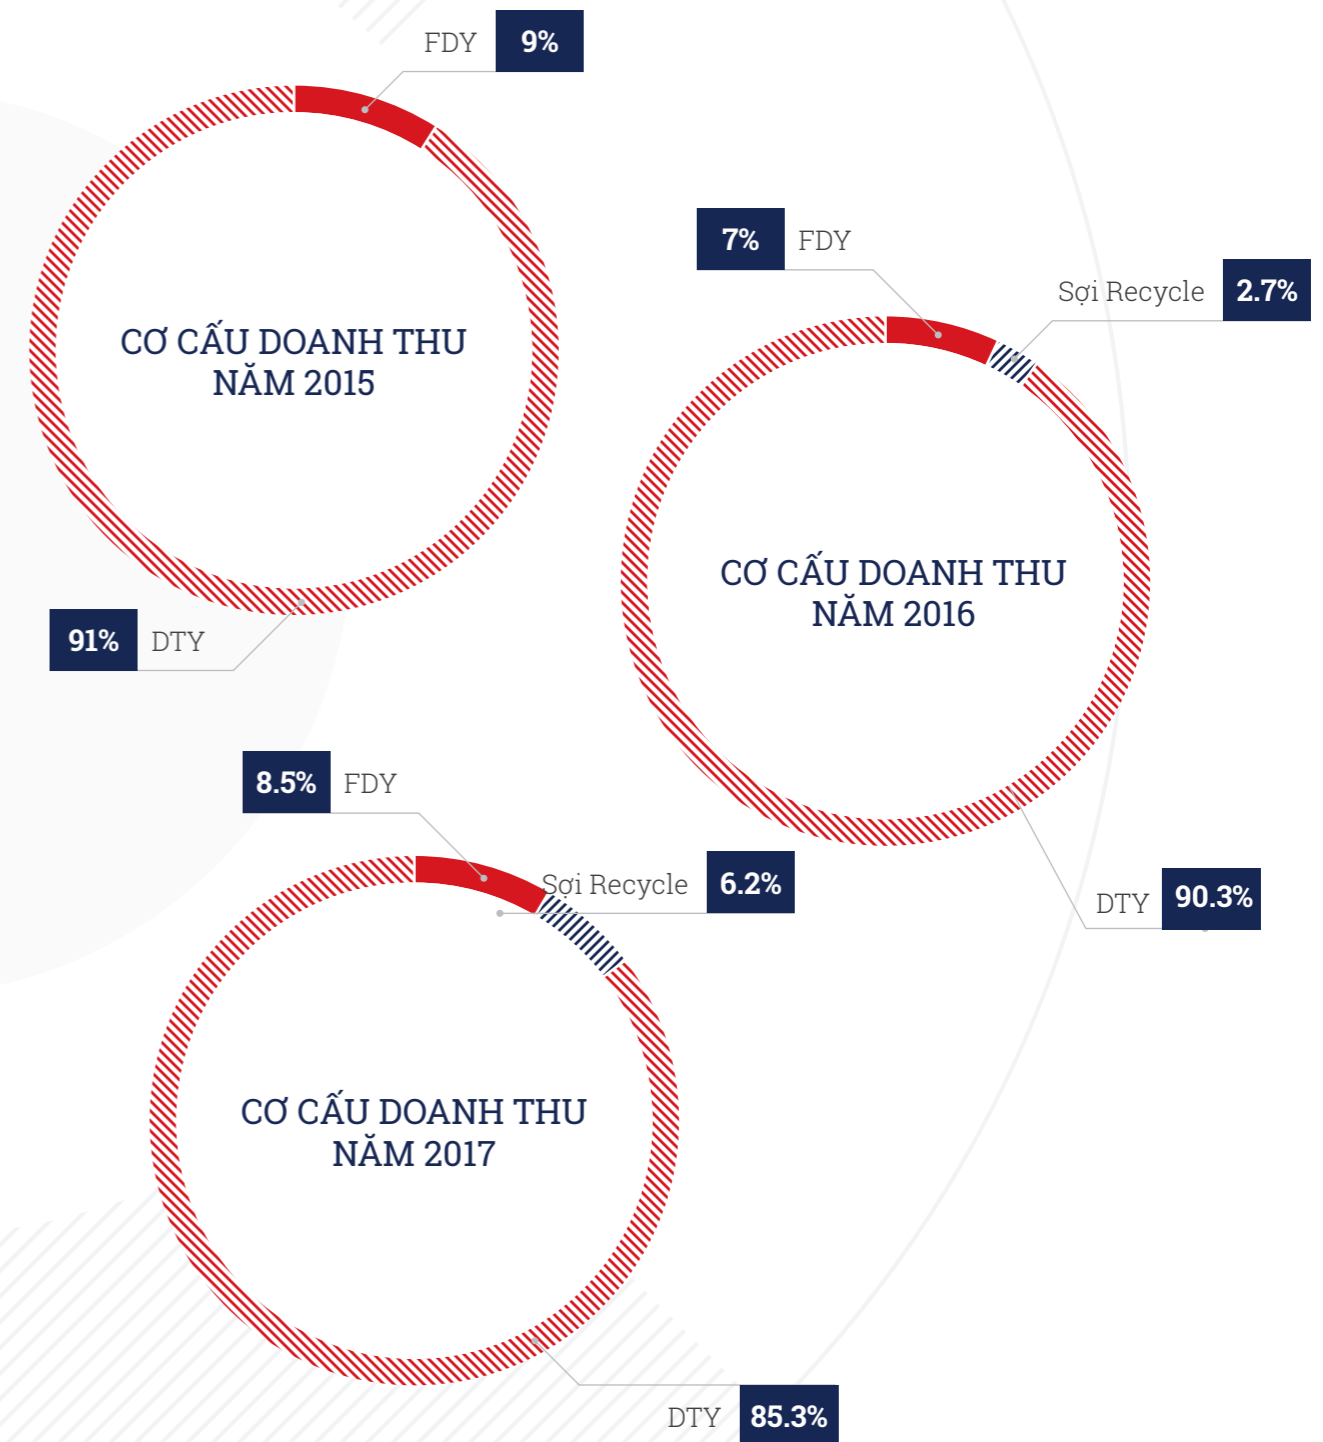 FDY 9%
CƠ CẤU DOANH THU
NĂM 2015
91% DTY
7% FDY
Sợi Recycle 2.7%
CƠ CẤU DOANH THU
NĂM 2016
DTY 90.3%
8.5% FDY
Sợi Recycle 6.2%
CƠ CẤU DOANH THU
NĂM 2017
DTY 85.3%